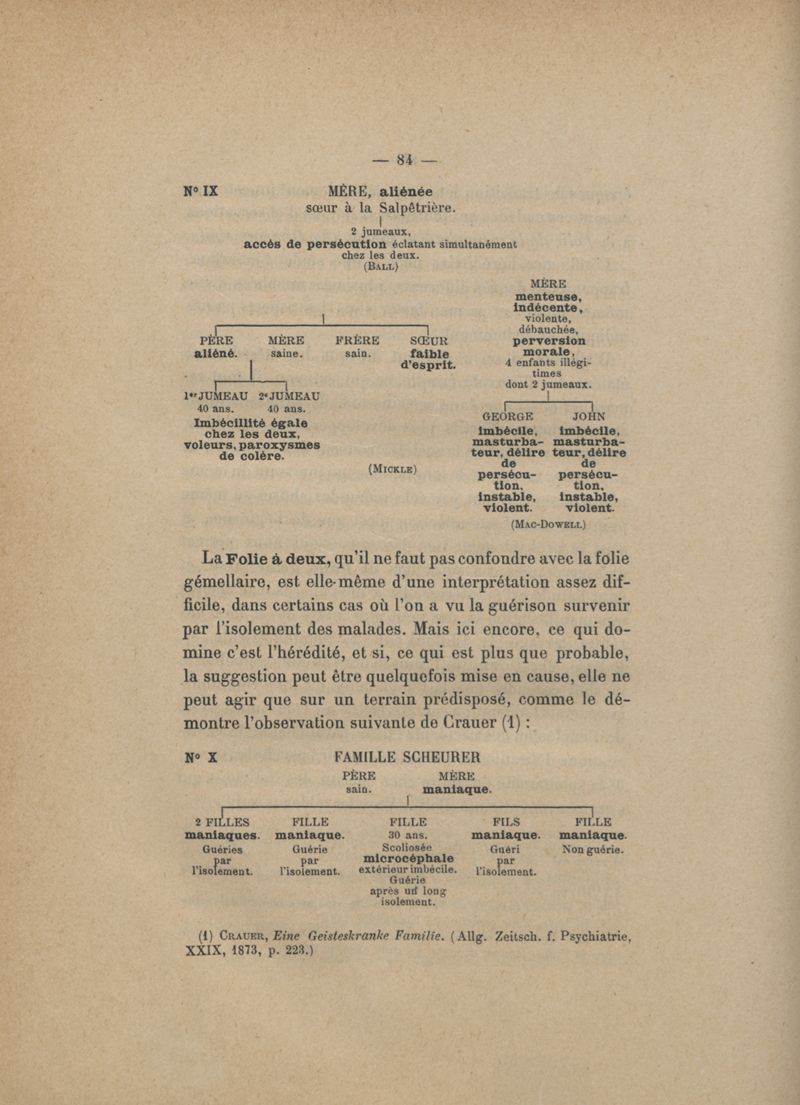 — 84 —
N° IX
MÈRE, aliénée
sœur à la Salpêtrière.
2 jumeaux,
accès de persécution éclatant simultanément
chez les deux.
(BALL)
PÈRE MÈRE FRÈRE SŒUR
aliéné. saine. sain. faible
d'esprit.
1er JUMEAU 2e JUMEAU
40 ans. 40 ans.
Imbécillité égale
chez les deux,
voleurs, paroxysmes
de colère.
(MICKLE)
MÈRE
menteuse,
indécente,
violente,
débauchée,
perversion
morale,
4 enfants illégi-
times
dont 2 jumeaux.
GEORGE JOHN
imbécile, imbécile,
masturba- masturba-
teur, délire teur, délire
de de
persécu- persécu-
tion, tion,
instable, instable,
violent. violent.
(MAC-DOWELL)
La Folie à deux, qu'il ne faut pas confondre avec la folie
gémellaire, est elle-même d'une interprétation assez dif-
ficile, dans certains cas où l'on a vu la guérison survenir
par l'isolement des malades. Mais ici encore, ce qui do-
mine c'est l'hérédité, et si, ce qui est plus que probable,
la suggestion peut être quelquefois mise en cause, elle ne
peut agir que sur un terrain prédisposé, comme le dé-
montre l'observation suivante de Crauer (1) :
N° X
FAMILLE SCHEURER
PÈRE MÈRE
sain. maniaque.
2 FILLES FILLE FILLE FILS FILLE
maniaques. maniaque. 30 ans. maniaque. maniaque.
Guéries Guérie Scoliosée Guéri Non guérie.
par par microcéphale par
l'isolement. l'isolement. extérieur imbécile. l'isolement.
Guérie
après un long
isolement.
(1) CRAUER, Eine Geisteskranke Familie. (Allg. Zeitsch. f. Psychiatrie,
XXIX, 1873, p. 223.)